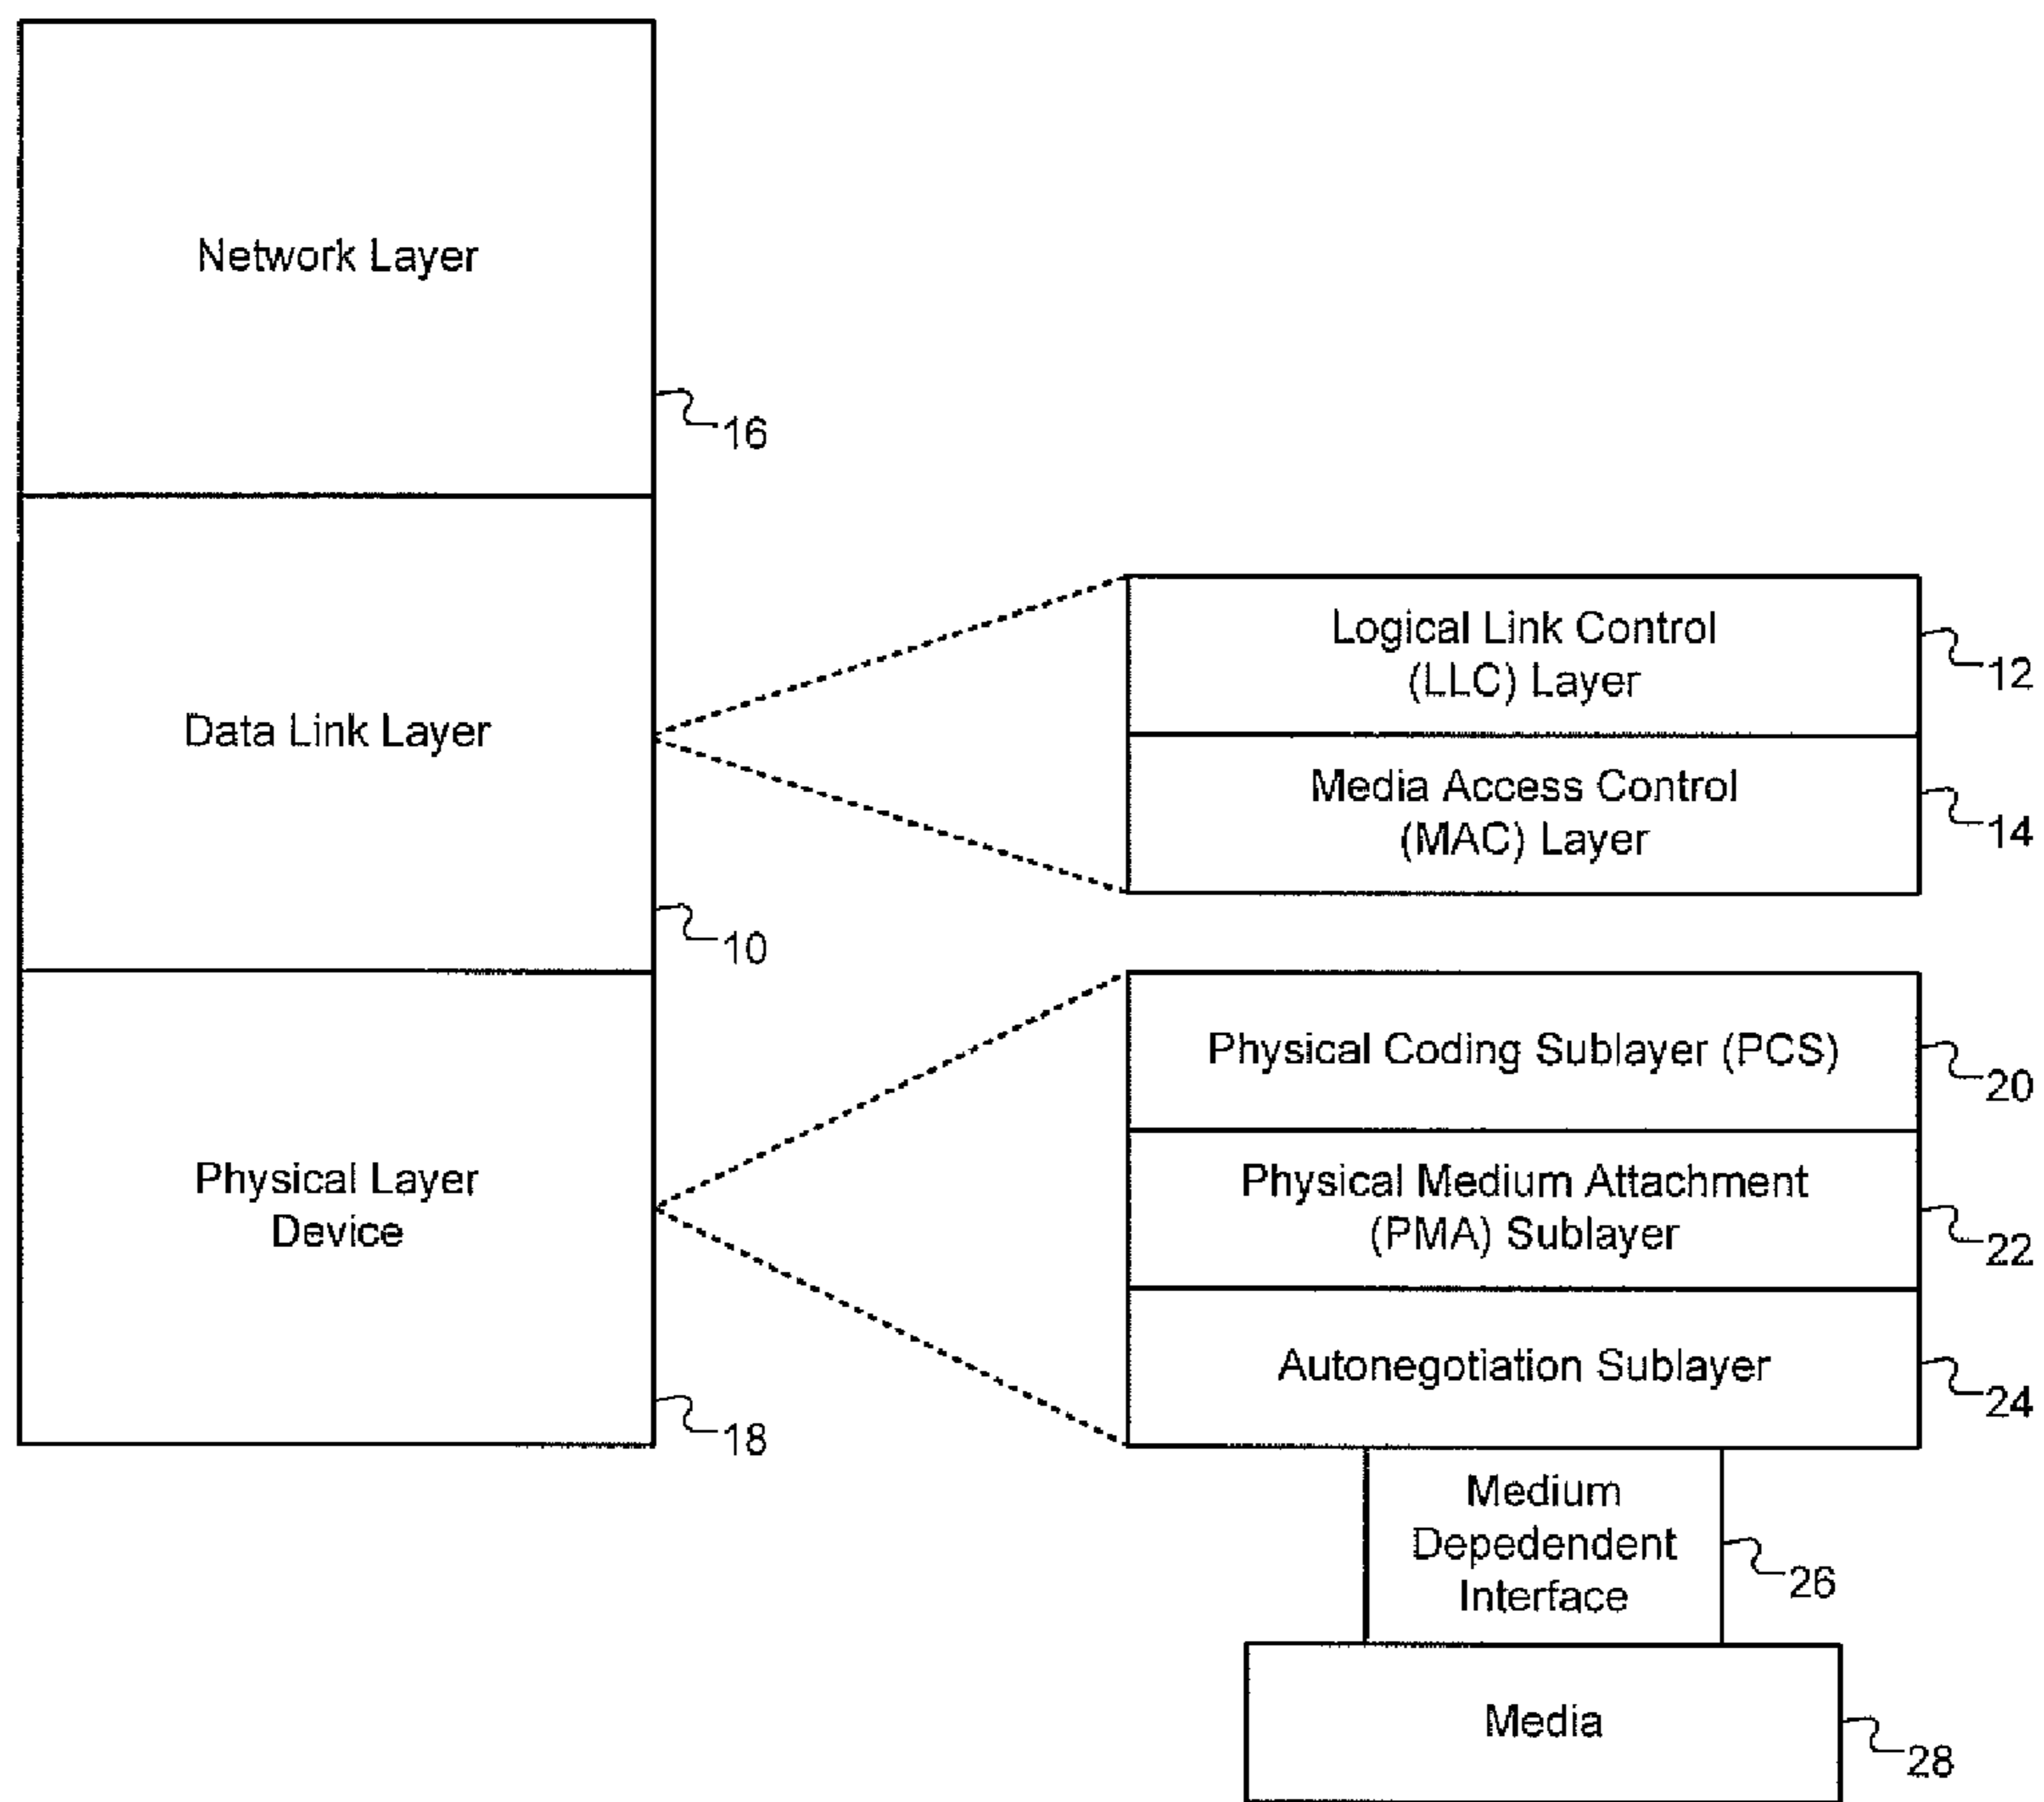 Network Layer
16
Data Link Layer
10
Physical Layer
Device
18
Logical Link Control
(LLC) Layer
12
Media Access Control
(MAC) Layer
14
Physical Coding Sublayer (PCS)
20
Physical Medium Attachment
(PMA) Sublayer
22
Autonegotiation Sublayer
24
Medium
Depedendent
Interface
26
Media
28